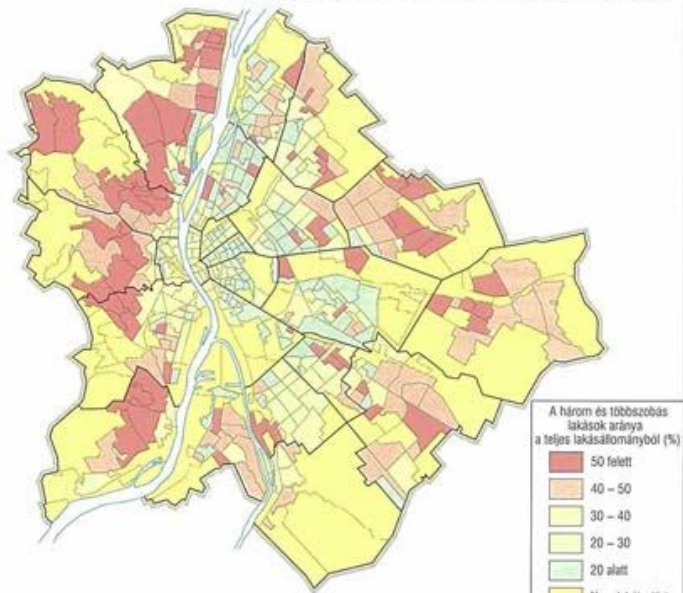 A három és többszobás
lakások aránya
a teljes lakásállományból (%)
50 felett
40 – 50
30 – 40
20 – 30
20 alatt